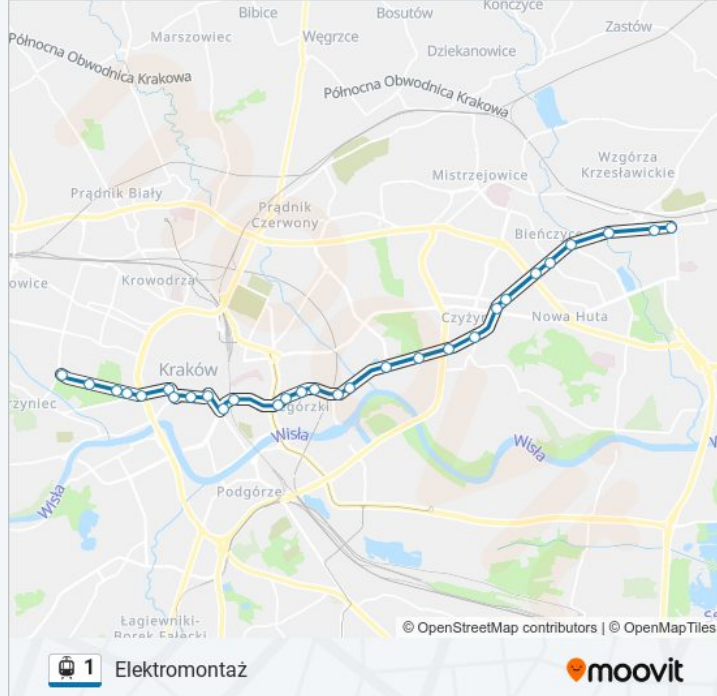 Bibice
Bosutów
Kończyce
Marszowiec
Węgrzce
Zastów
Dziekanowice
Północna Obwodnica Krakowa
Północna Obwodnica Krakowa
Wzgórza
Krzesławickie
Mistrzejowice
Prądnik Biały
Prądnik
Czerwony
Bieńczyce
owice
Krowodrza
Czyżyn
Nowa Huta
Kraków
rzyniec
zegórzki
Wisła
Wisła
Wisła
Podgórze
Łagiewniki-
Borek Fałęcki
© OpenStreetMap contributors | © OpenMapTiles
1 Elektromontaż
moovit